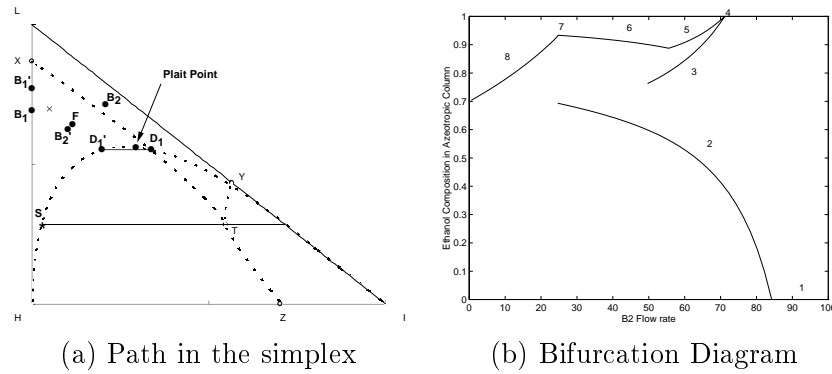 L
X
B1'
B1
F
B2'
B2
Plait Point
D1'
D1
Y
S
T
H
Z
I
(a) Path in the simplex
Ethanol Composition in Azeotropic Column
1
0.9
0.8
0.7
0.6
0.5
0.4
0.3
0.2
0.1
0
8
7
6
5
4
3
2
1
0 10 20 30 40 50 60 70 80 90 100
B2 Flow rate
(b) Bifurcation Diagram